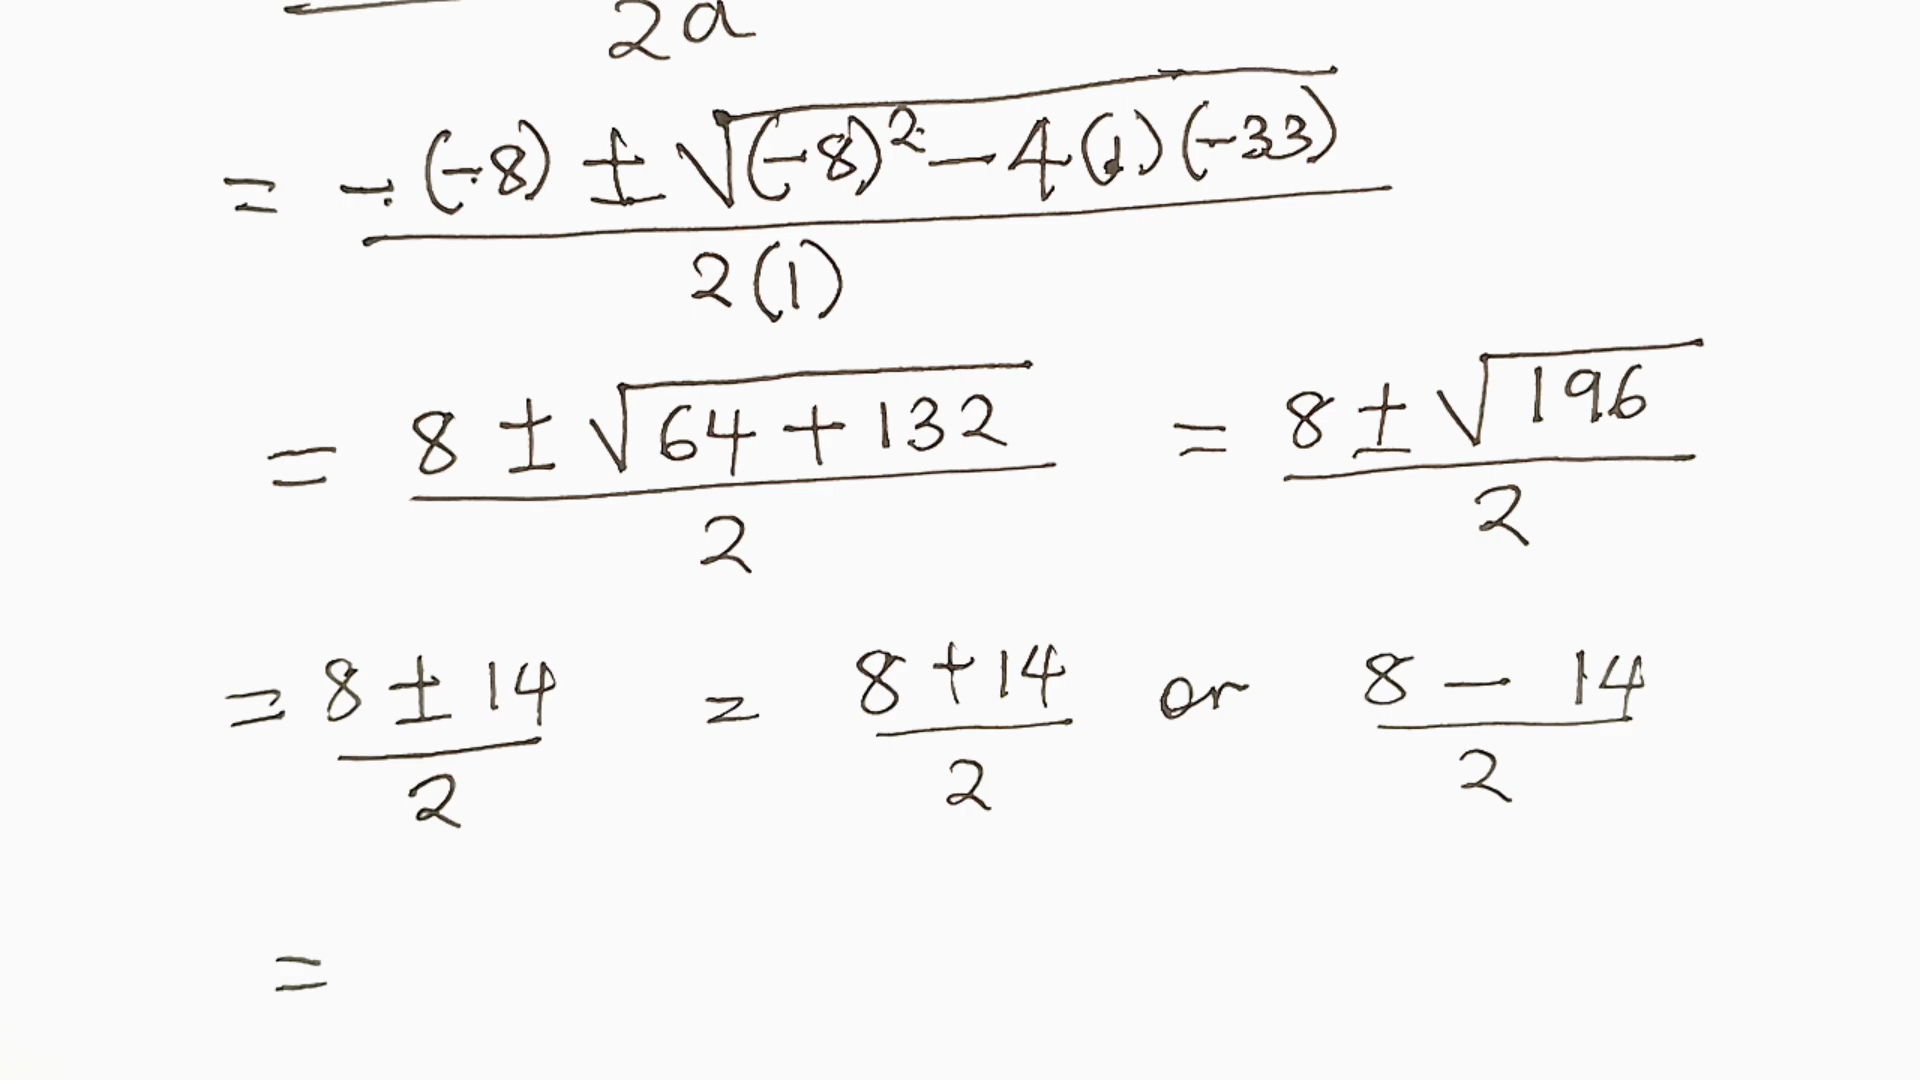 2a
= -(-8) ± √(-8)² - 4(1)(-33)
2(1)
= 8 ± √64 + 132 = 8 ± √196
2 2
= 8 ± 14 = 8 + 14 or 8 - 14
2 2 2
=